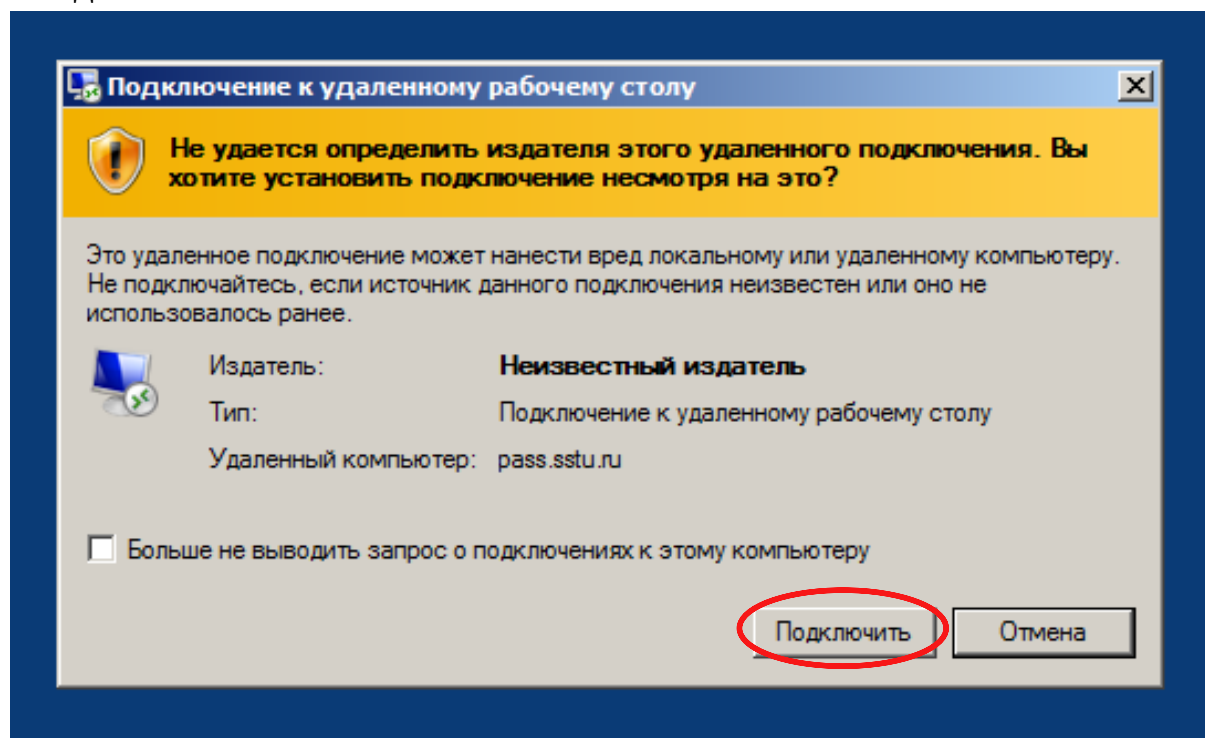 Подключение к удаленному рабочему столу
Не удается определить издателя этого удаленного подключения. Вы
хотите установить подключение несмотря на это?
Это удаленное подключение может нанести вред локальному или удаленному компьютеру.
Не подключайтесь, если источник данного подключения неизвестен или оно не
использовалось ранее.
Издатель: Неизвестный издатель
Тип: Подключение к удаленному рабочему столу
Удаленный компьютер: pass.sstu.ru
Больше не выводить запрос о подключениях к этому компьютеру
Подключить Отмена